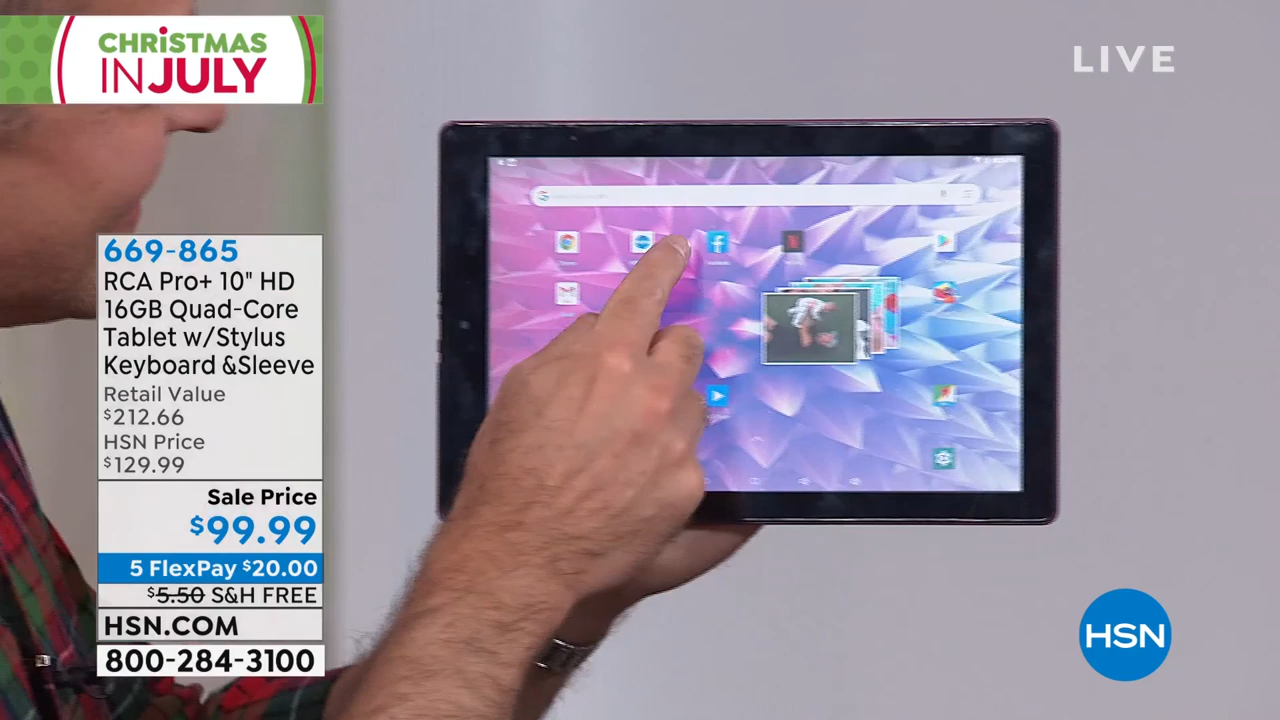 CHRiSTMAS
IN JULY
LIVE
669-865
RCA Pro+ 10" HD
16GB Quad-Core
Tablet w/Stylus
Keyboard &Sleeve
Retail Value
$212.66
HSN Price
$129.99
Sale Price
$99.99
5 FlexPay $20.00
$5.50 S&H FREE
HSN.COM
800-284-3100
HSN